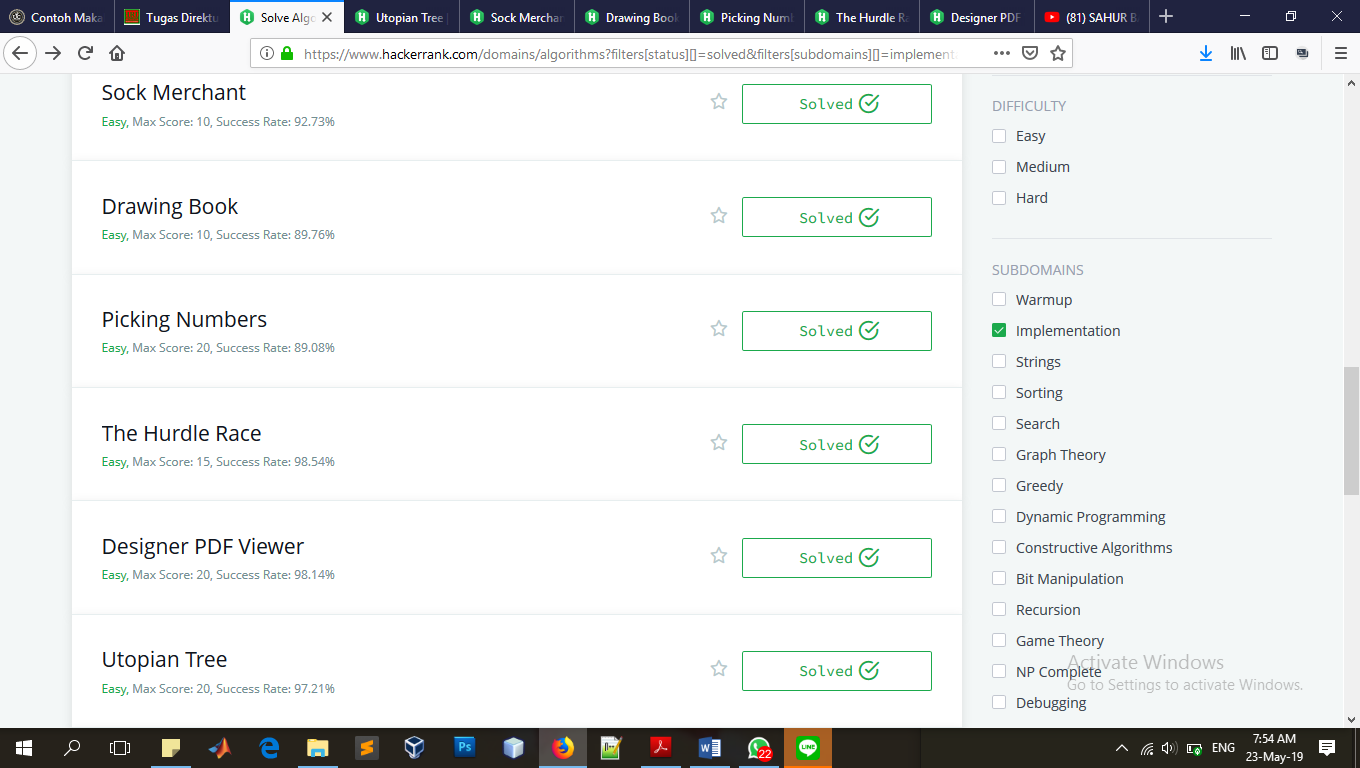 Contoh Maka
Tugas Direktu
Solve Algo
Utopian Tree |
Sock Merchan
Drawing Book
Picking Numb
The Hurdle Ra
Designer PDF
(81) SAHUR B
https://www.hackerrank.com/domains/algorithms?filters[status][]=solved&filters[subdomains][]=implementa
Sock Merchant
Easy, Max Score: 10, Success Rate: 92.73%
Solved
Drawing Book
Easy, Max Score: 10, Success Rate: 89.76%
Solved
Picking Numbers
Easy, Max Score: 20, Success Rate: 89.08%
Solved
The Hurdle Race
Easy, Max Score: 15, Success Rate: 98.54%
Solved
Designer PDF Viewer
Easy, Max Score: 20, Success Rate: 98.14%
Solved
Utopian Tree
Easy, Max Score: 20, Success Rate: 97.21%
Solved
DIFFICULTY
Easy
Medium
Hard
SUBDOMAINS
Warmup
Implementation
Strings
Sorting
Search
Graph Theory
Greedy
Dynamic Programming
Constructive Algorithms
Bit Manipulation
Recursion
Game Theory
NP Complete
Debugging
Activate Windows
Go to Settings to activate Windows.
Ps
22
LINE
ENG
7:54 AM
23-May-19